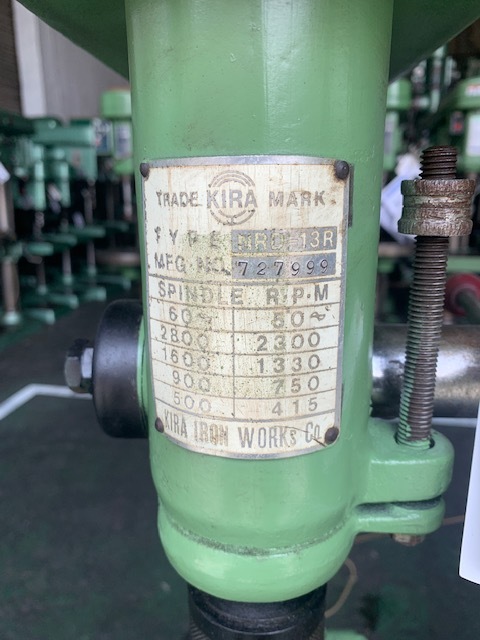 TRADE KIRA MARK
TYPE NRD-13R
MFG.NO. 727999
SPINDLE R.P.M
60~ 50~
2800 2300
1600 1330
900 750
500 415
KIRA IRON WORKS Co.